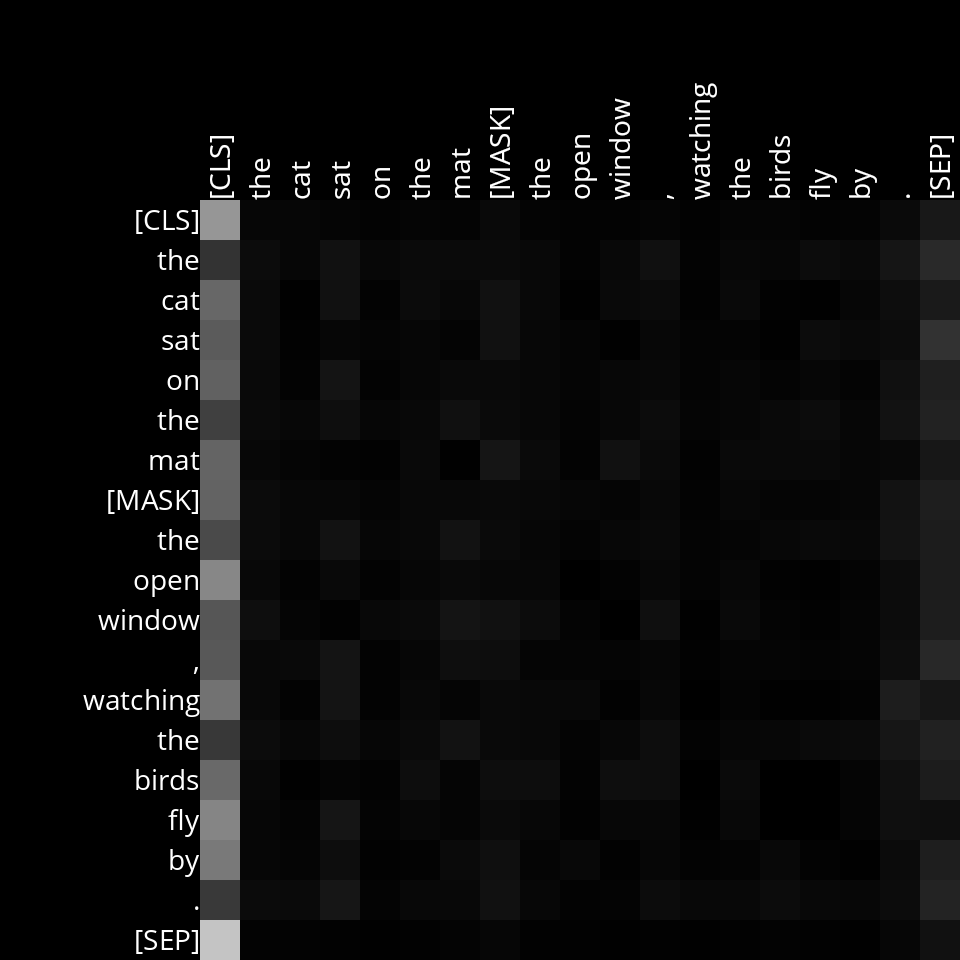 [CLS]
the
cat
sat
on
the
mat
[MASK]
the
open
window
,
watching
the
birds
fly
by
.
[SEP]
[CLS]
the
cat
sat
on
the
mat
[MASK]
the
open
window
,
watching
the
birds
fly
by
.
[SEP]